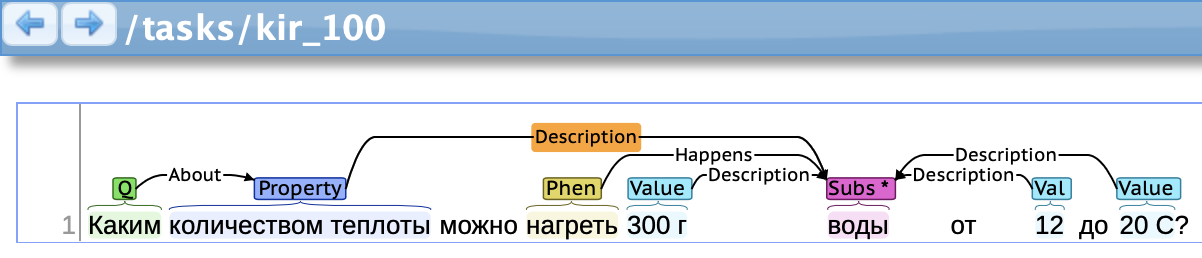 /tasks/kir_100
Description
Happens
Description
About
Description
Description
Q
Property
Phen
Value
Subs *
Val
Value
1 Каким количеством теплоты можно нагреть 300 г воды от 12 до 20 С?